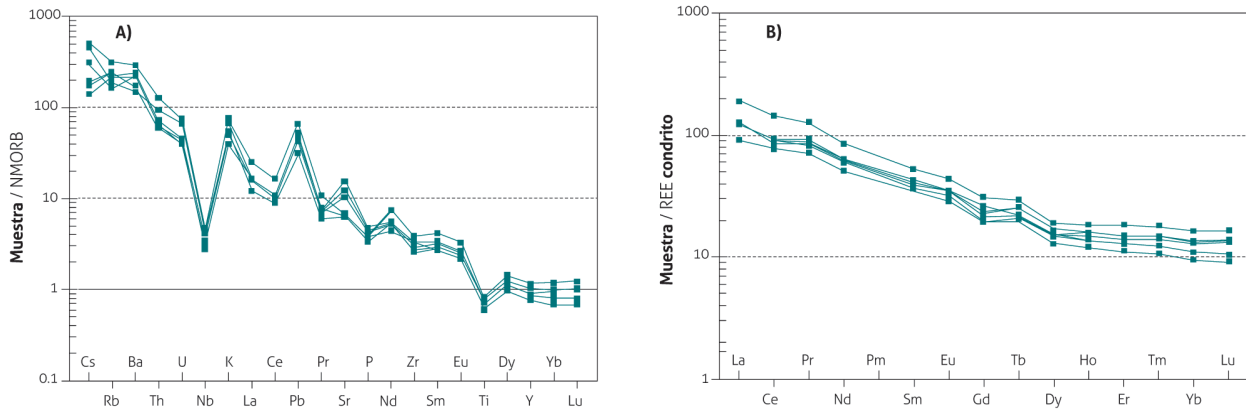 A)
1000
100
10
1
0.1
Muestra / NMORB
Cs Ba U K Ce Pr P Zr Eu Dy Yb
Rb Th Nb La Pb Sr Nd Sm Ti Y Lu
B)
1000
100
10
1
Muestra / REE condrito
La Pr Pm Eu Tb Ho Tm Lu
Ce Nd Sm Gd Dy Er Yb